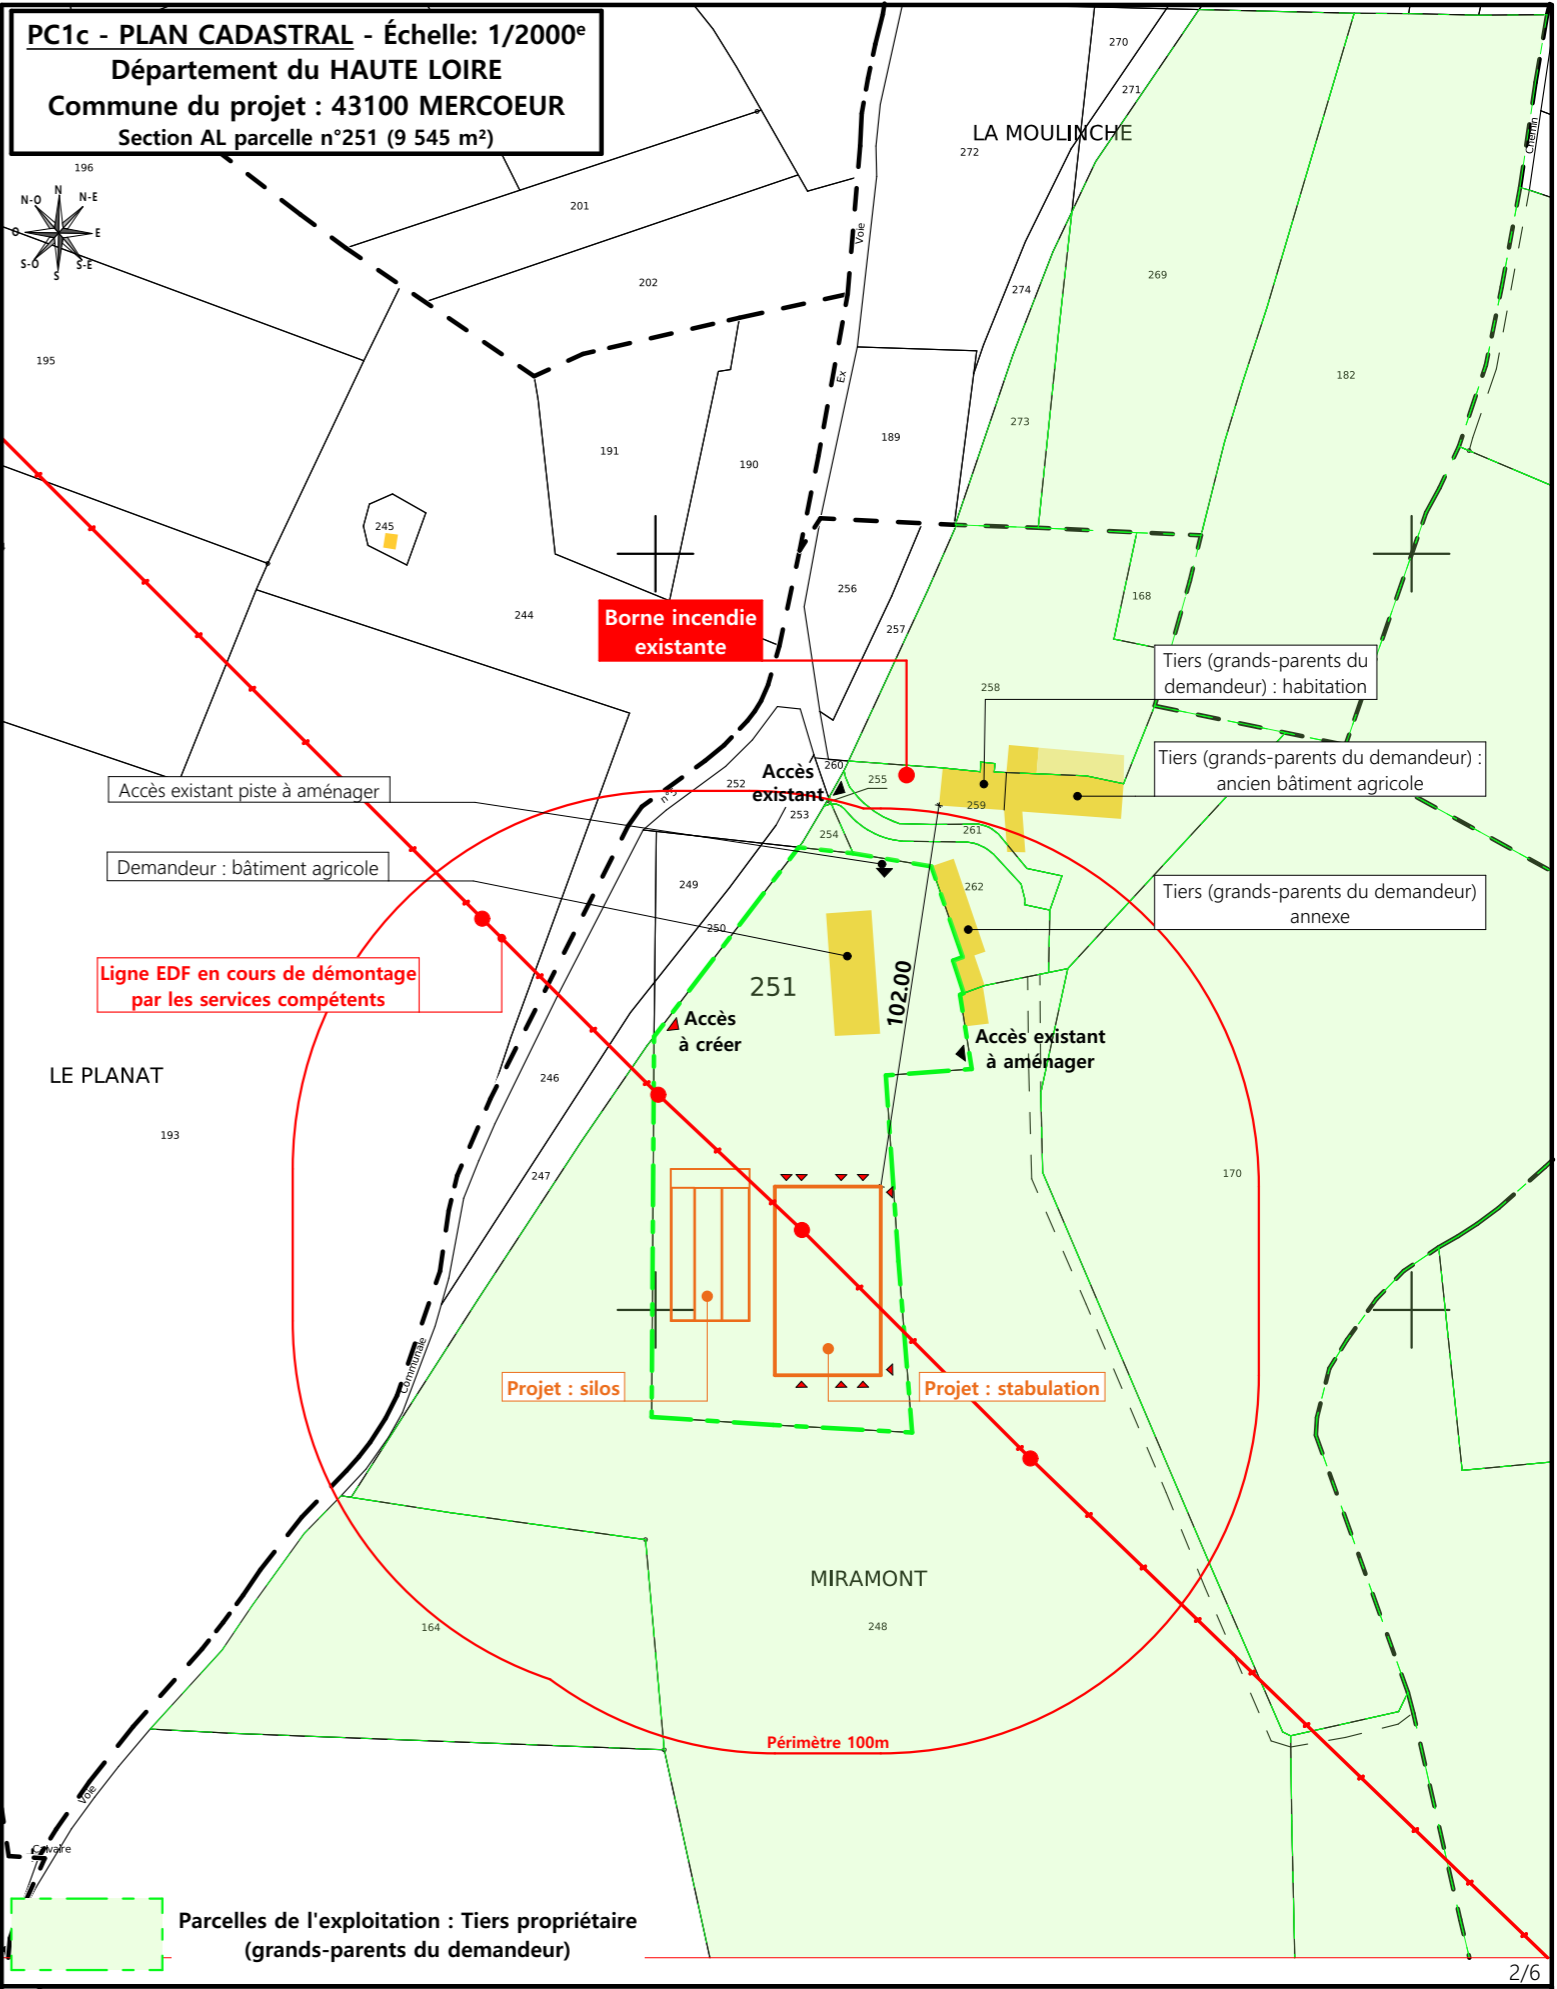 PC1c - PLAN CADASTRAL - Échelle: 1/2000ᵉ
Département du HAUTE LOIRE
Commune du projet : 43100 MERCOEUR
Section AL parcelle n°251 (9 545 m²)
270
271
LA MOULINCHE
272
Chemin
196
N
N-O
N-E
O
E
S-O
S-E
S
201
Voie
202
269
274
195
Ex
182
273
189
191
190
245
244
256
168
257
Borne incendie
existante
Tiers (grands-parents du
demandeur) : habitation
258
Tiers (grands-parents du demandeur) :
ancien bâtiment agricole
260
Accès
existant
255
252
n°5
253
259
261
254
Accès existant piste à aménager
Demandeur : bâtiment agricole
249
262
Tiers (grands-parents du demandeur)
annexe
250
Ligne EDF en cours de démontage
par les services compétents
251
102.00
Accès
à créer
Accès existant
à aménager
LE PLANAT
246
193
247
170
Communale
Projet : silos
Projet : stabulation
MIRAMONT
164
248
Périmètre 100m
Voie
Calvaire
Parcelles de l'exploitation : Tiers propriétaire
(grands-parents du demandeur)
2/6